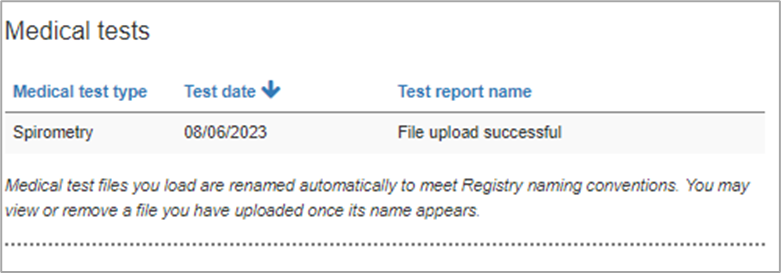 Medical tests
Medical test type Test date Test report name
Spirometry 08/06/2023 File upload successful
Medical test files you load are renamed automatically to meet Registry naming conventions. You may
view or remove a file you have uploaded once its name appears.